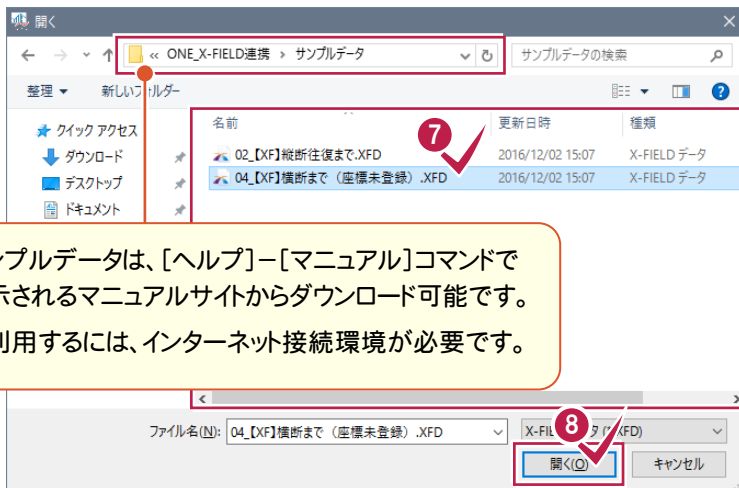 開く
« ONE_X-FIELD連携 › サンプルデータ
サンプルデータの検索
整理 ▼ 新しいフォルダー
クイック アクセス
ダウンロード
デスクトップ
ドキュメント
名前 更新日時 種類
7
02_【XF】縦断往復まで.XFD 2016/12/02 15:07 X-FIELD データ
04_【XF】横断まで（座標未登録）.XFD 2016/12/02 15:07 X-FIELD データ
ンプルデータは、[ヘルプ]－[マニュアル]コマンドで
示されるマニュアルサイトからダウンロード可能です。
利用するには、インターネット接続環境が必要です。
ファイル名(N): 04_【XF】横断まで（座標未登録）.XFD
8
開く(O) キャンセル